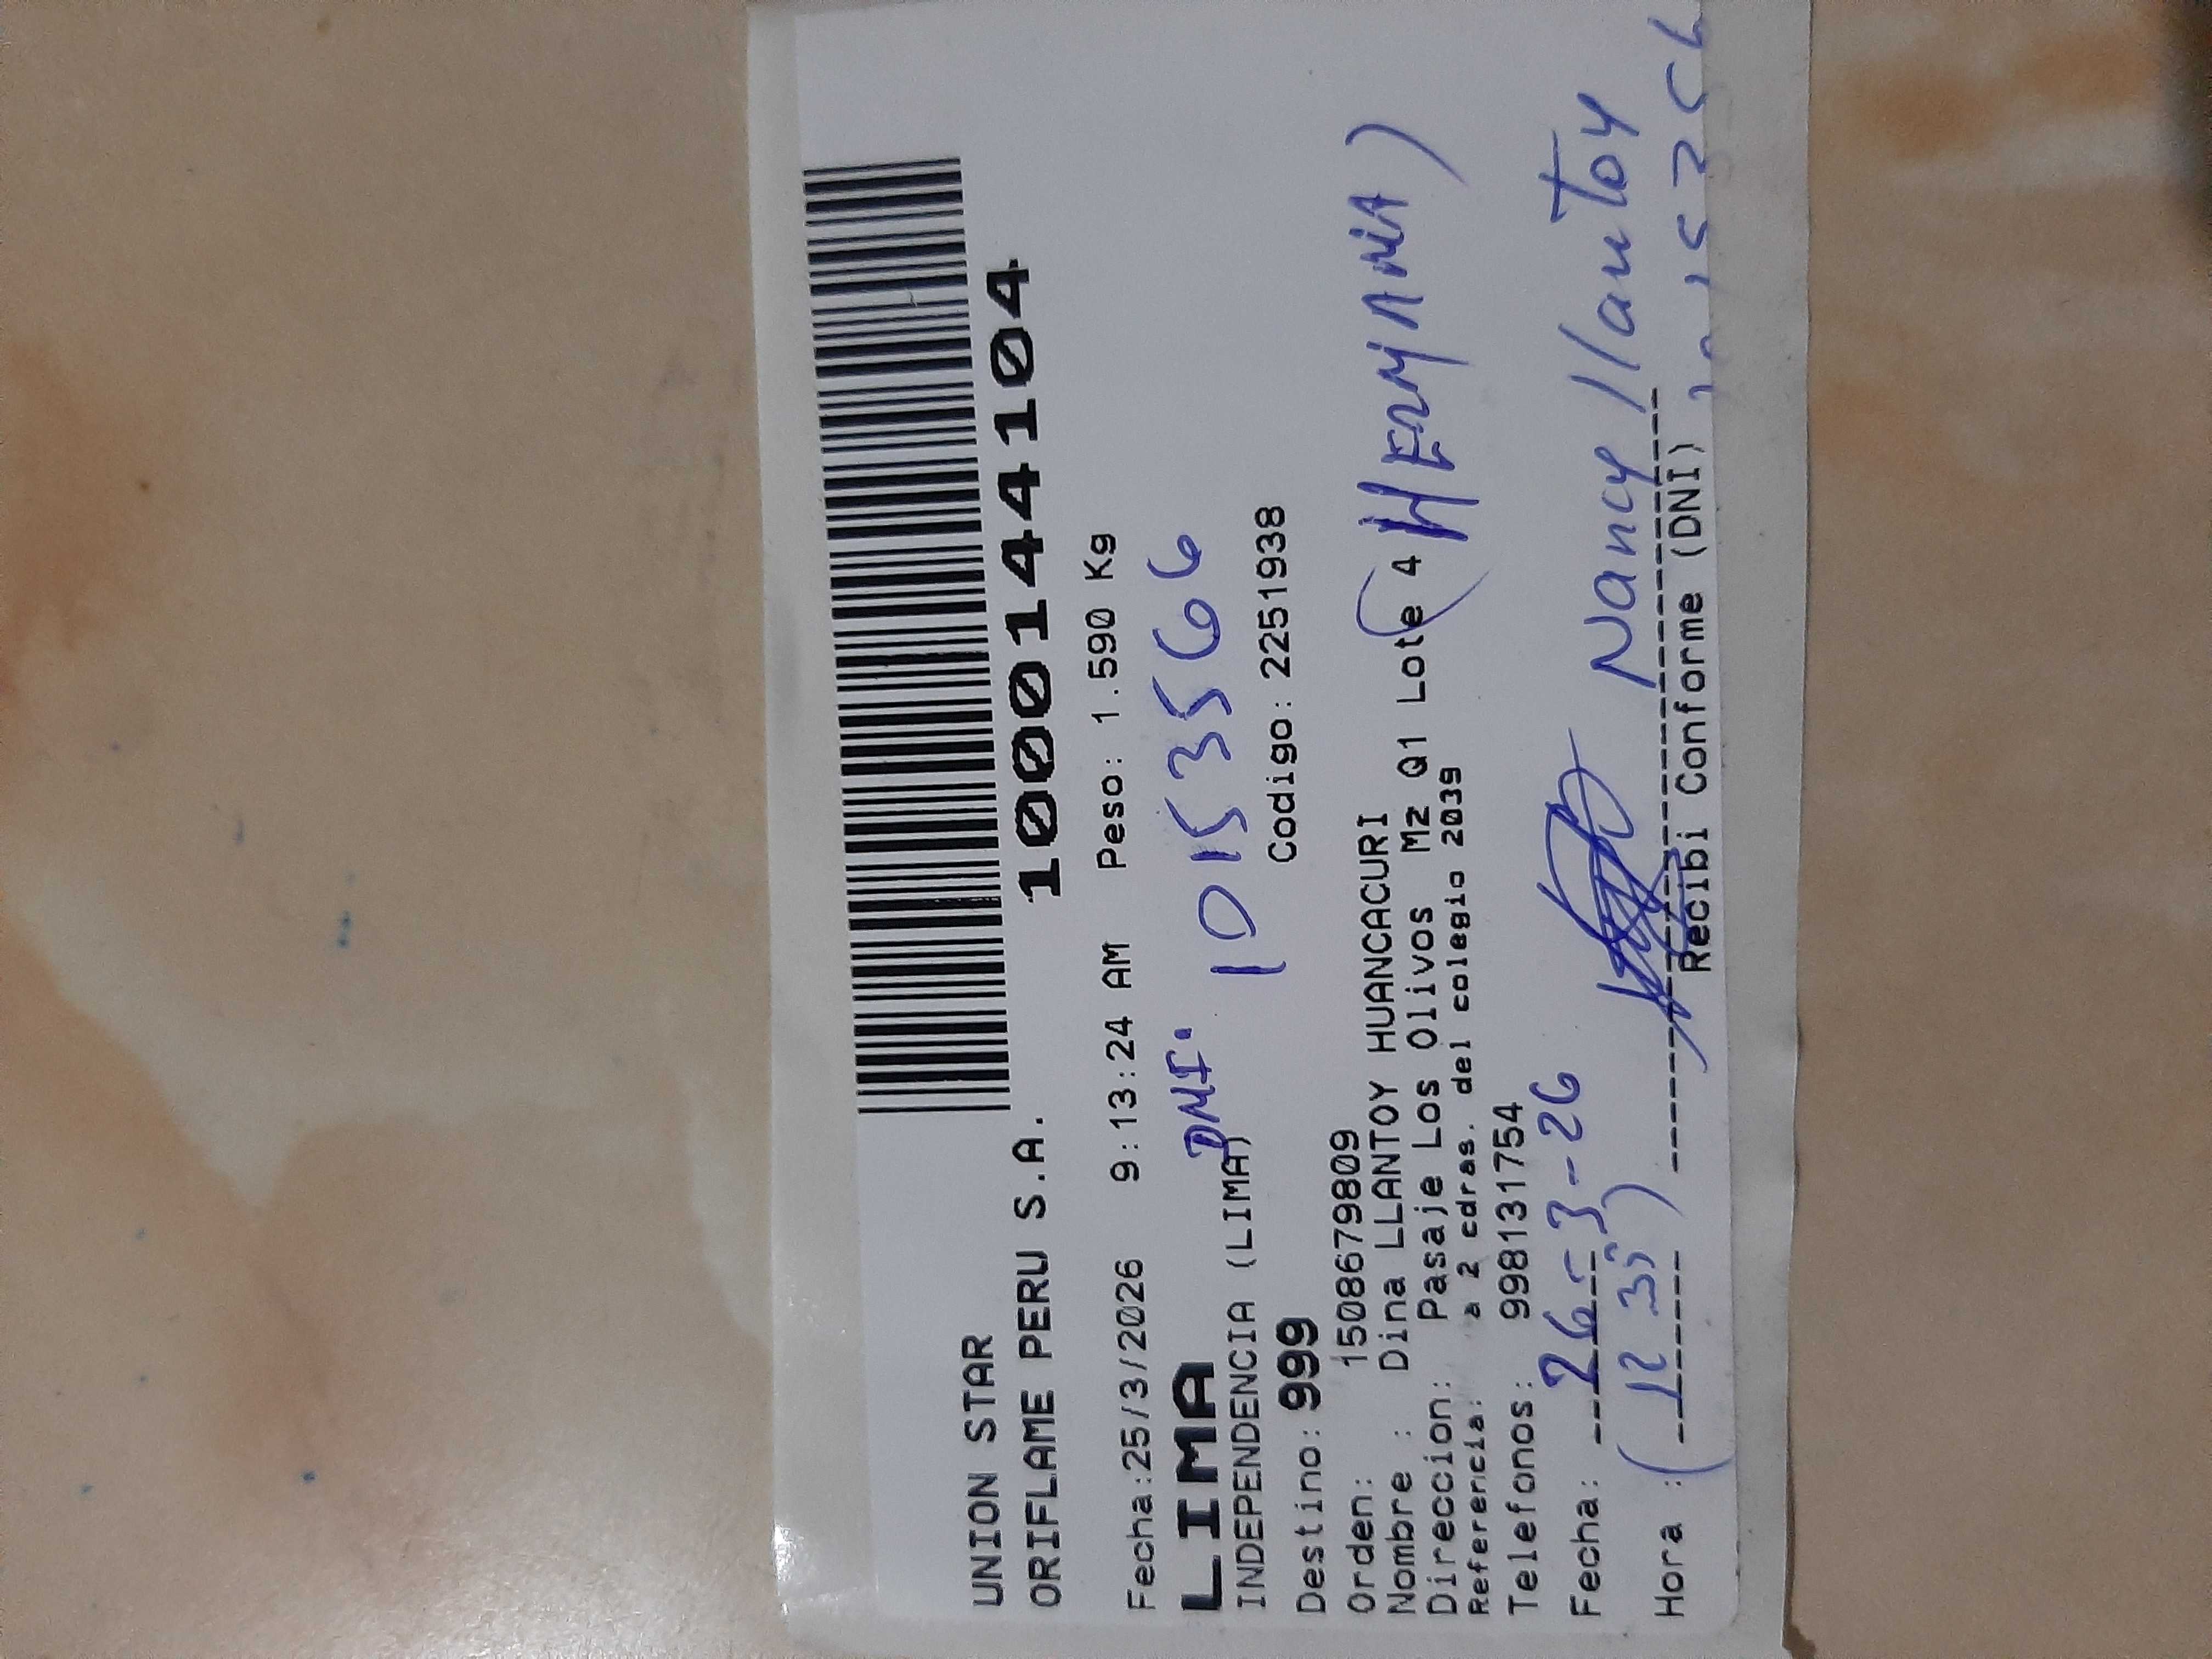 UNION STAR
ORIFLAME PERU S.A. 1000144104
Fecha:25/3/2026 9:13:24 AM Peso: 1.590 Kg
LIMA DNI. 10153566
INDEPENDENCIA (LIMA)
Destino: 999 Codigo: 2251938
Orden: 1508679809
Nombre : Dina LLANTOY HUANCACURI
Direccion: Pasaje Los Olivos Mz Q1 Lote 4 (HERMANA)
Referencia: a 2 cdras. del colegio 2039
Telefonos: 998131754
Fecha: 26-3-26 Nancy Llantoy
Hora : (12 35)
Recibi Conforme (DNI)